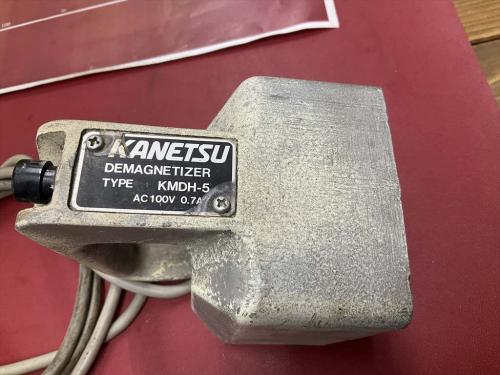 KANETSU
DEMAGNETIZER
TYPE KMDH-5
AC100V 0.7A